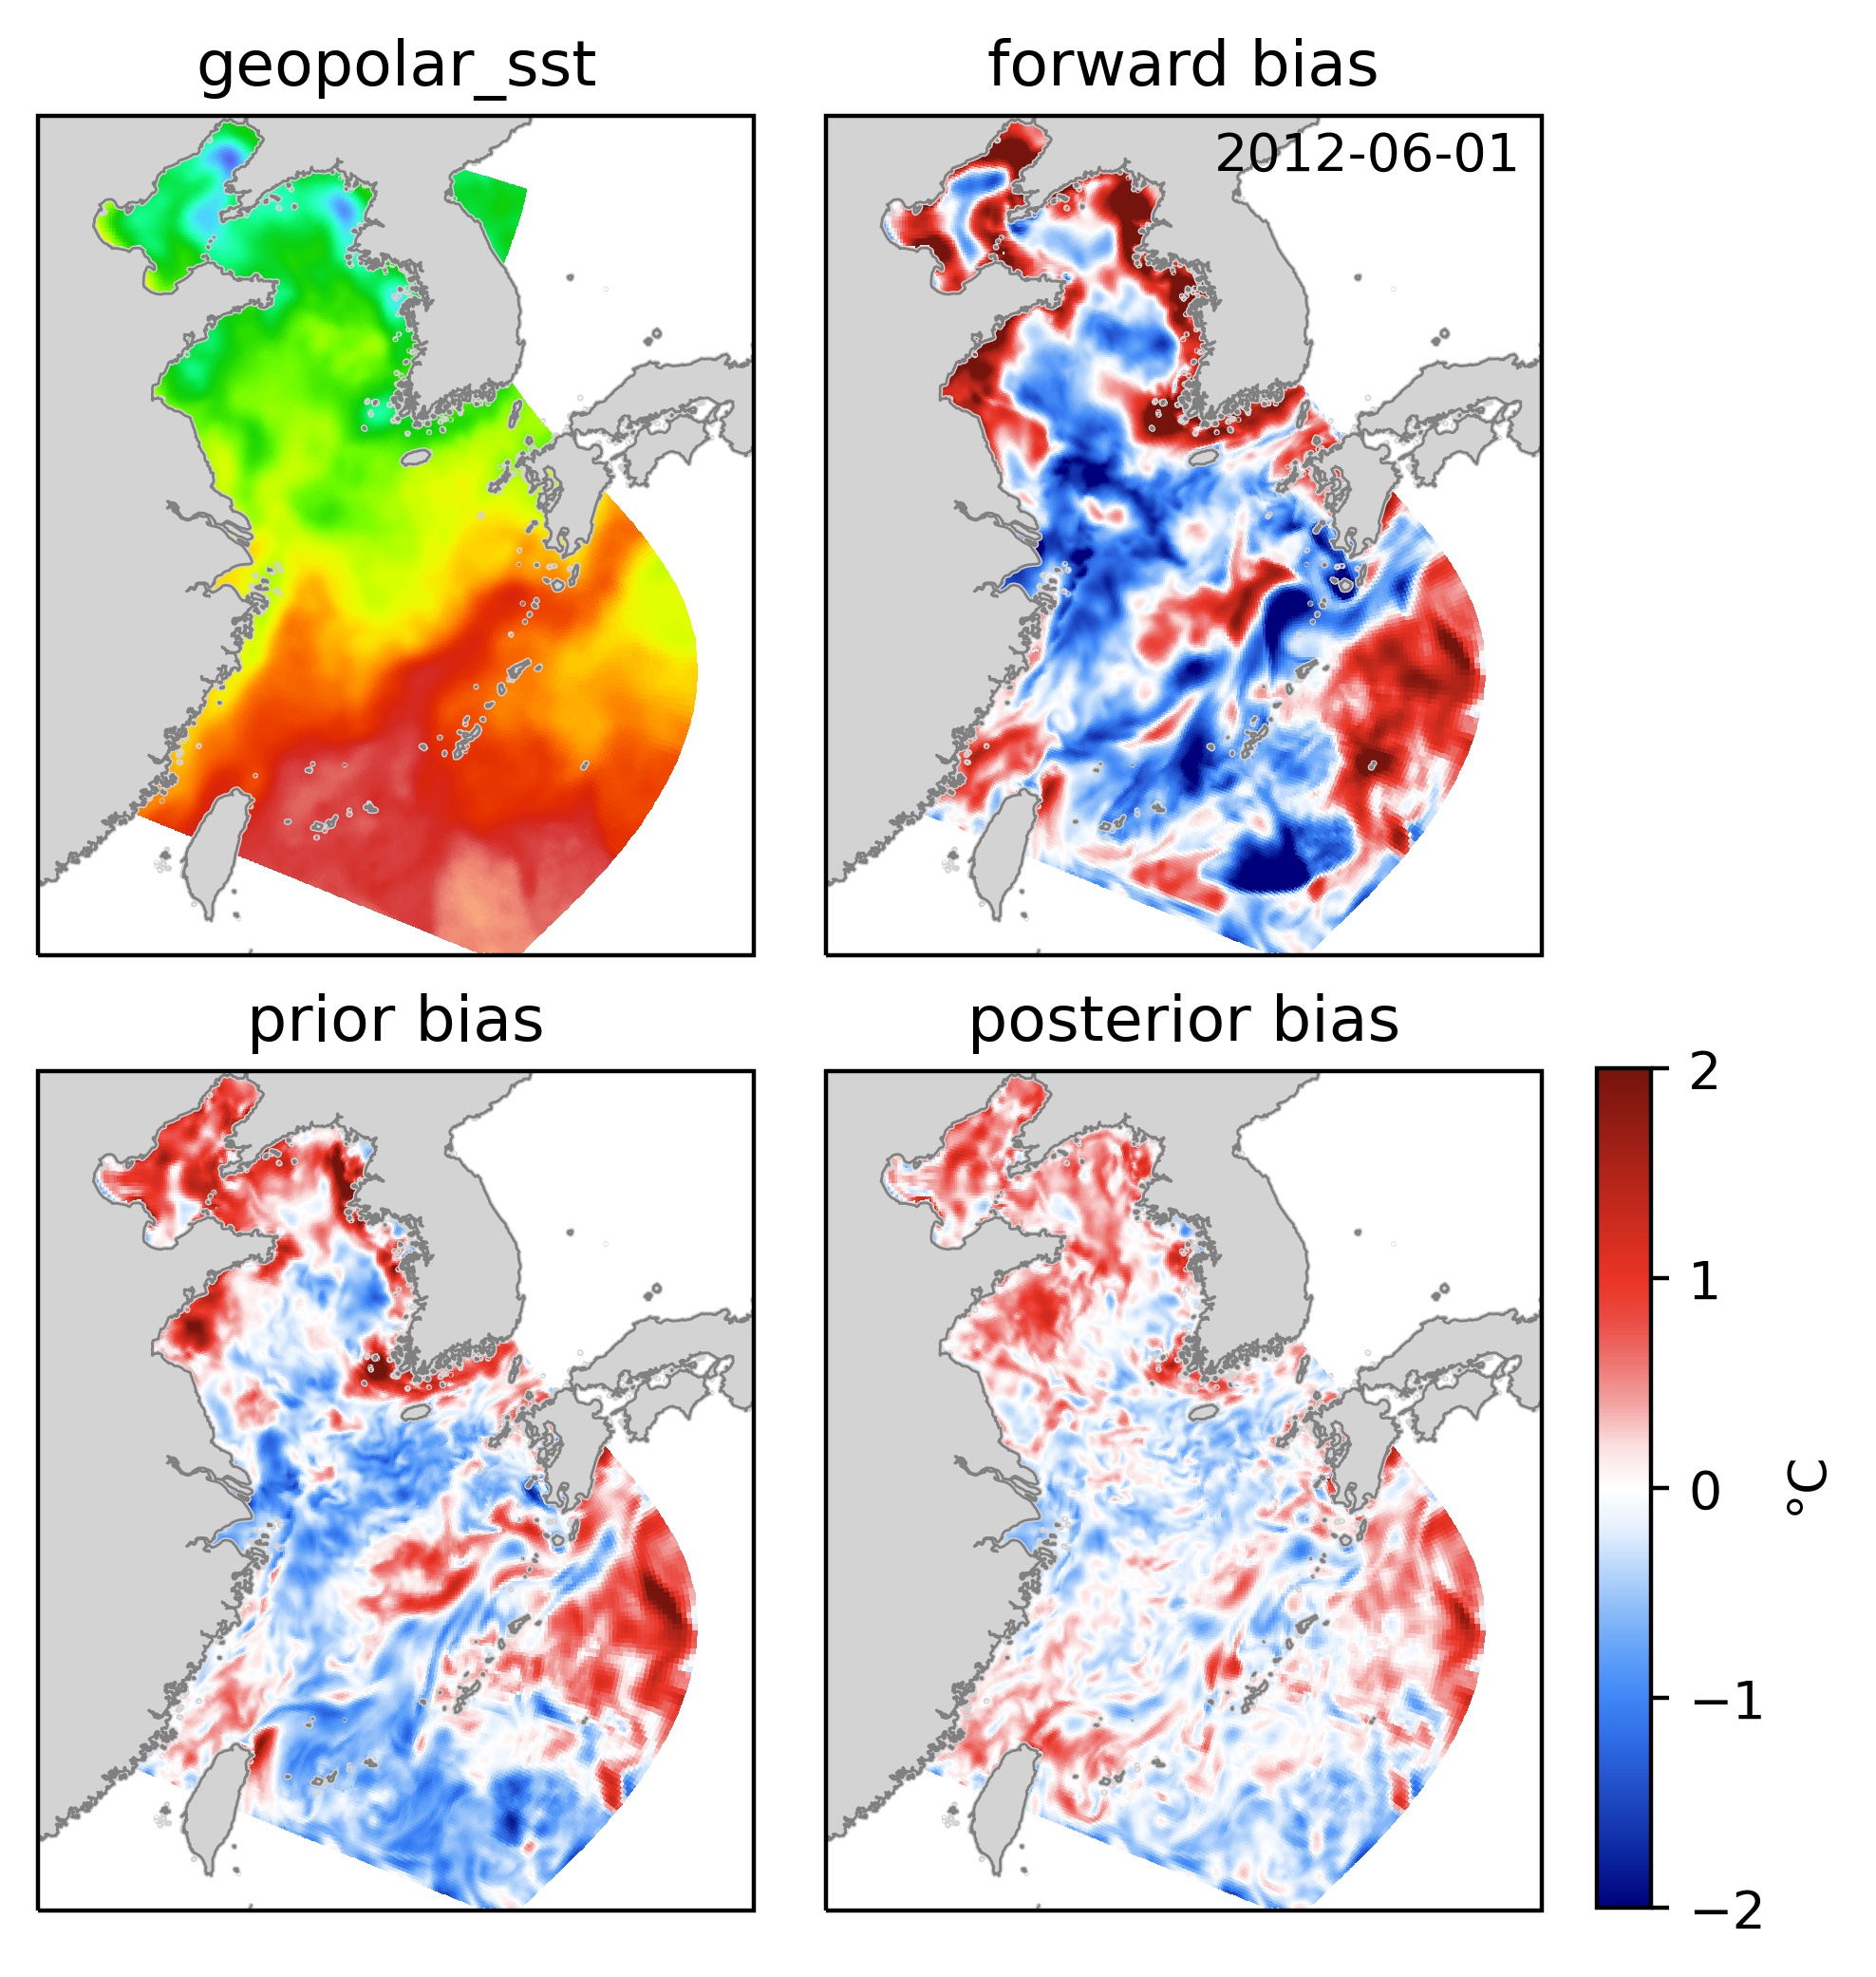 geopolar_sst
forward bias
2012-06-01
prior bias
posterior bias
2
1
0
−1
−2
°C